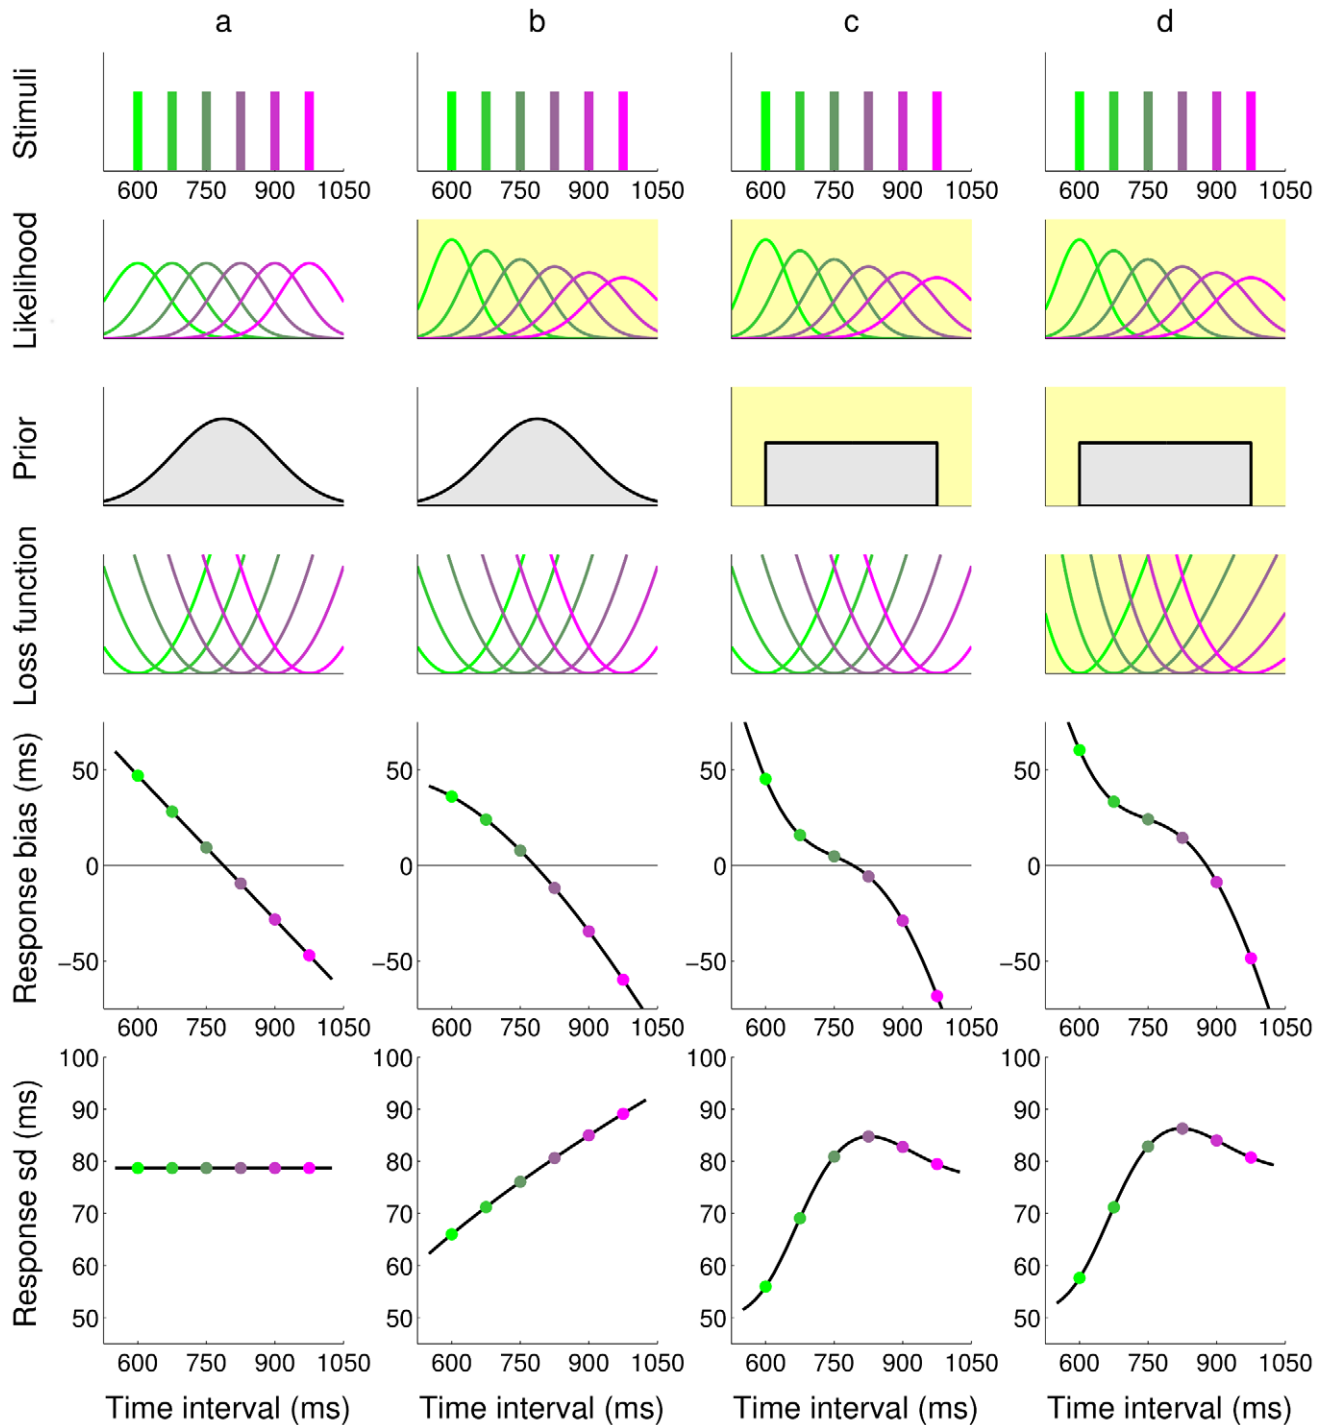 a b c d
Stimuli
600 750 900 1050 600 750 900 1050 600 750 900 1050 600 750 900 1050
Likelihood
Prior
Loss function
Response bias (ms)
50 50 50 50
0 0 0 0
−50 −50 −50 −50
600 750 900 1050 600 750 900 1050 600 750 900 1050 600 750 900 1050
Response sd (ms)
100 100 100 100
90 90 90 90
80 80 80 80
70 70 70 70
60 60 60 60
50 50 50 50
600 750 900 1050 600 750 900 1050 600 750 900 1050 600 750 900 1050
Time interval (ms) Time interval (ms) Time interval (ms) Time interval (ms)